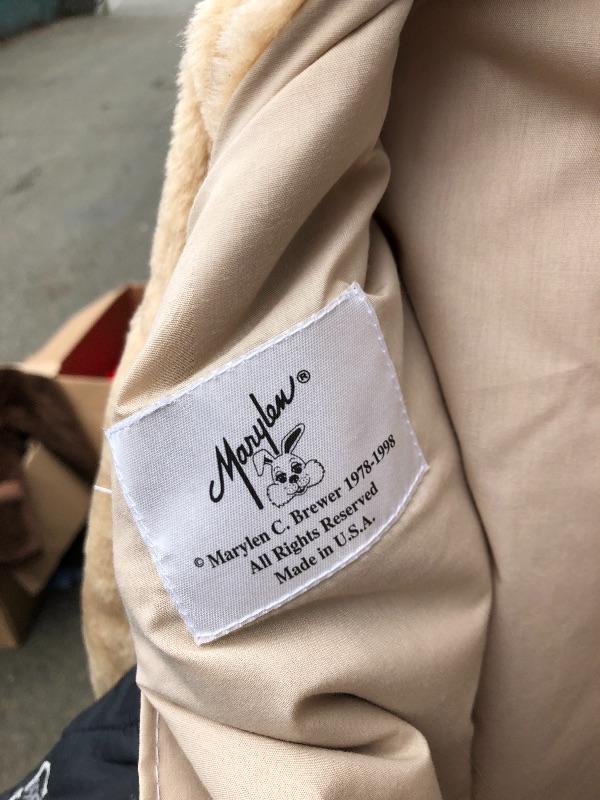 Marylen®
© Marylen C. Brewer 1978-1998
All Rights Reserved
Made in U.S.A.